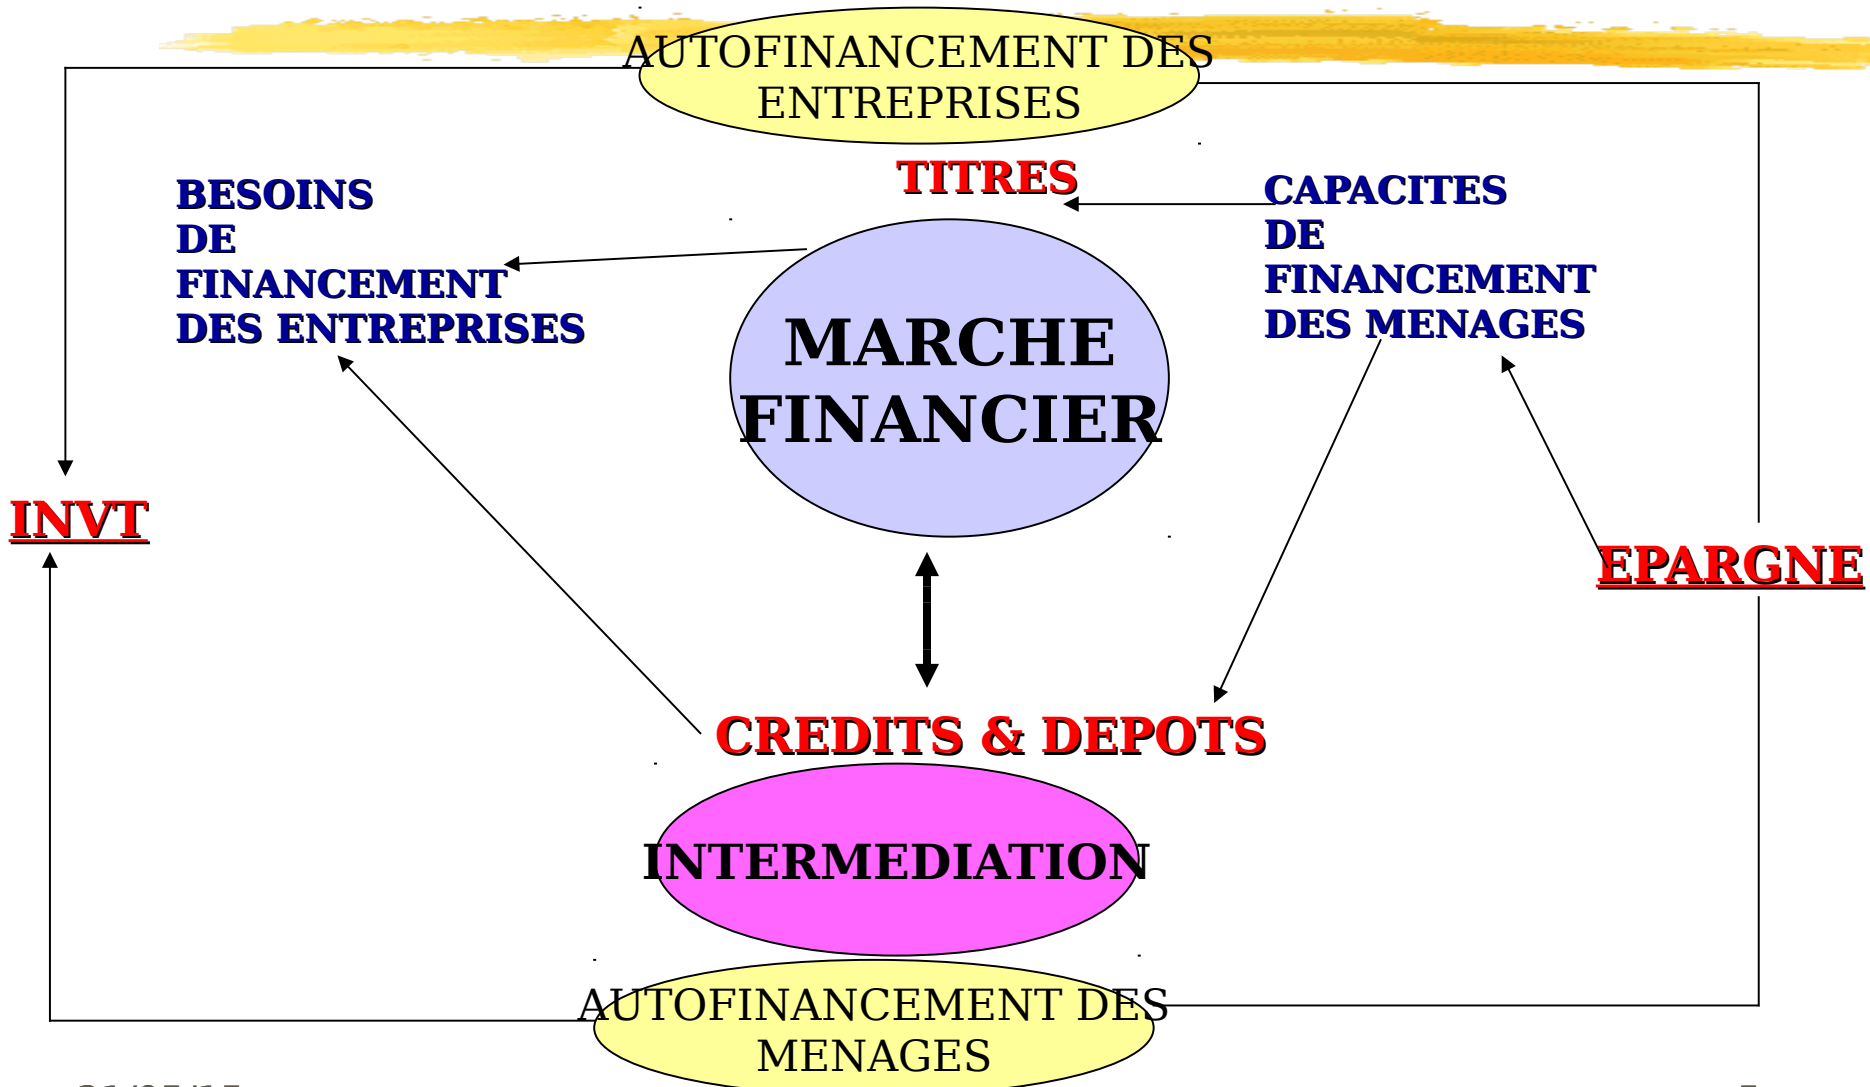 AUTOFINANCEMENT DES
ENTREPRISES
TITRES
BESOINS
DE
FINANCEMENT
DES ENTREPRISES
CAPACITES
DE
FINANCEMENT
DES MENAGES
MARCHE
FINANCIER
INVT
EPARGNE
CREDITS & DEPOTS
INTERMEDIATION
AUTOFINANCEMENT DES
MENAGES